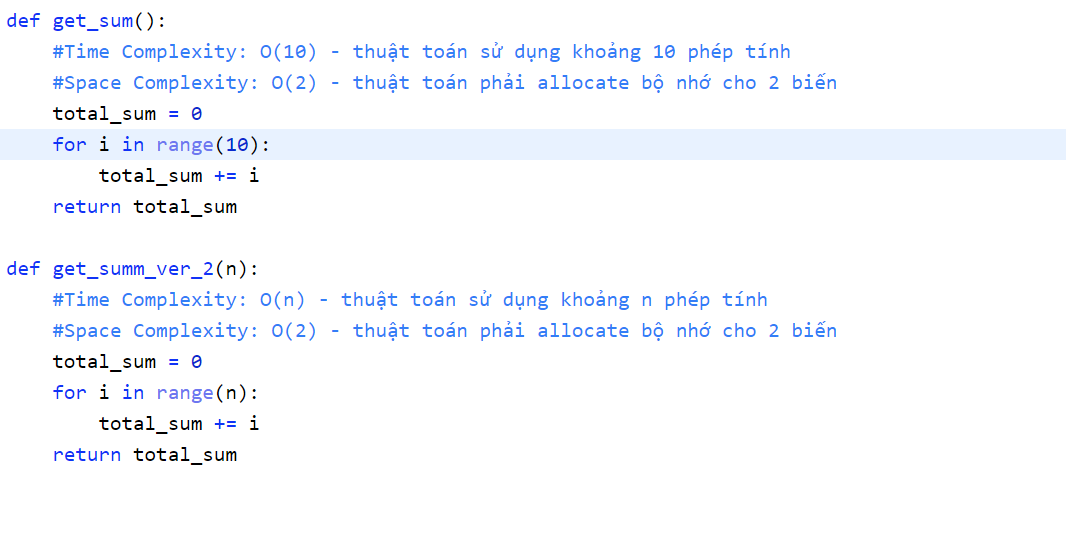 def get_sum():
    #Time Complexity: O(10) - thuật toán sử dụng khoảng 10 phép tính
    #Space Complexity: O(2) - thuật toán phải allocate bộ nhớ cho 2 biến
    total_sum = 0
    for i in range(10):
        total_sum += i
    return total_sum

def get_summ_ver_2(n):
    #Time Complexity: O(n) - thuật toán sử dụng khoảng n phép tính
    #Space Complexity: O(2) - thuật toán phải allocate bộ nhớ cho 2 biến
    total_sum = 0
    for i in range(n):
        total_sum += i
    return total_sum